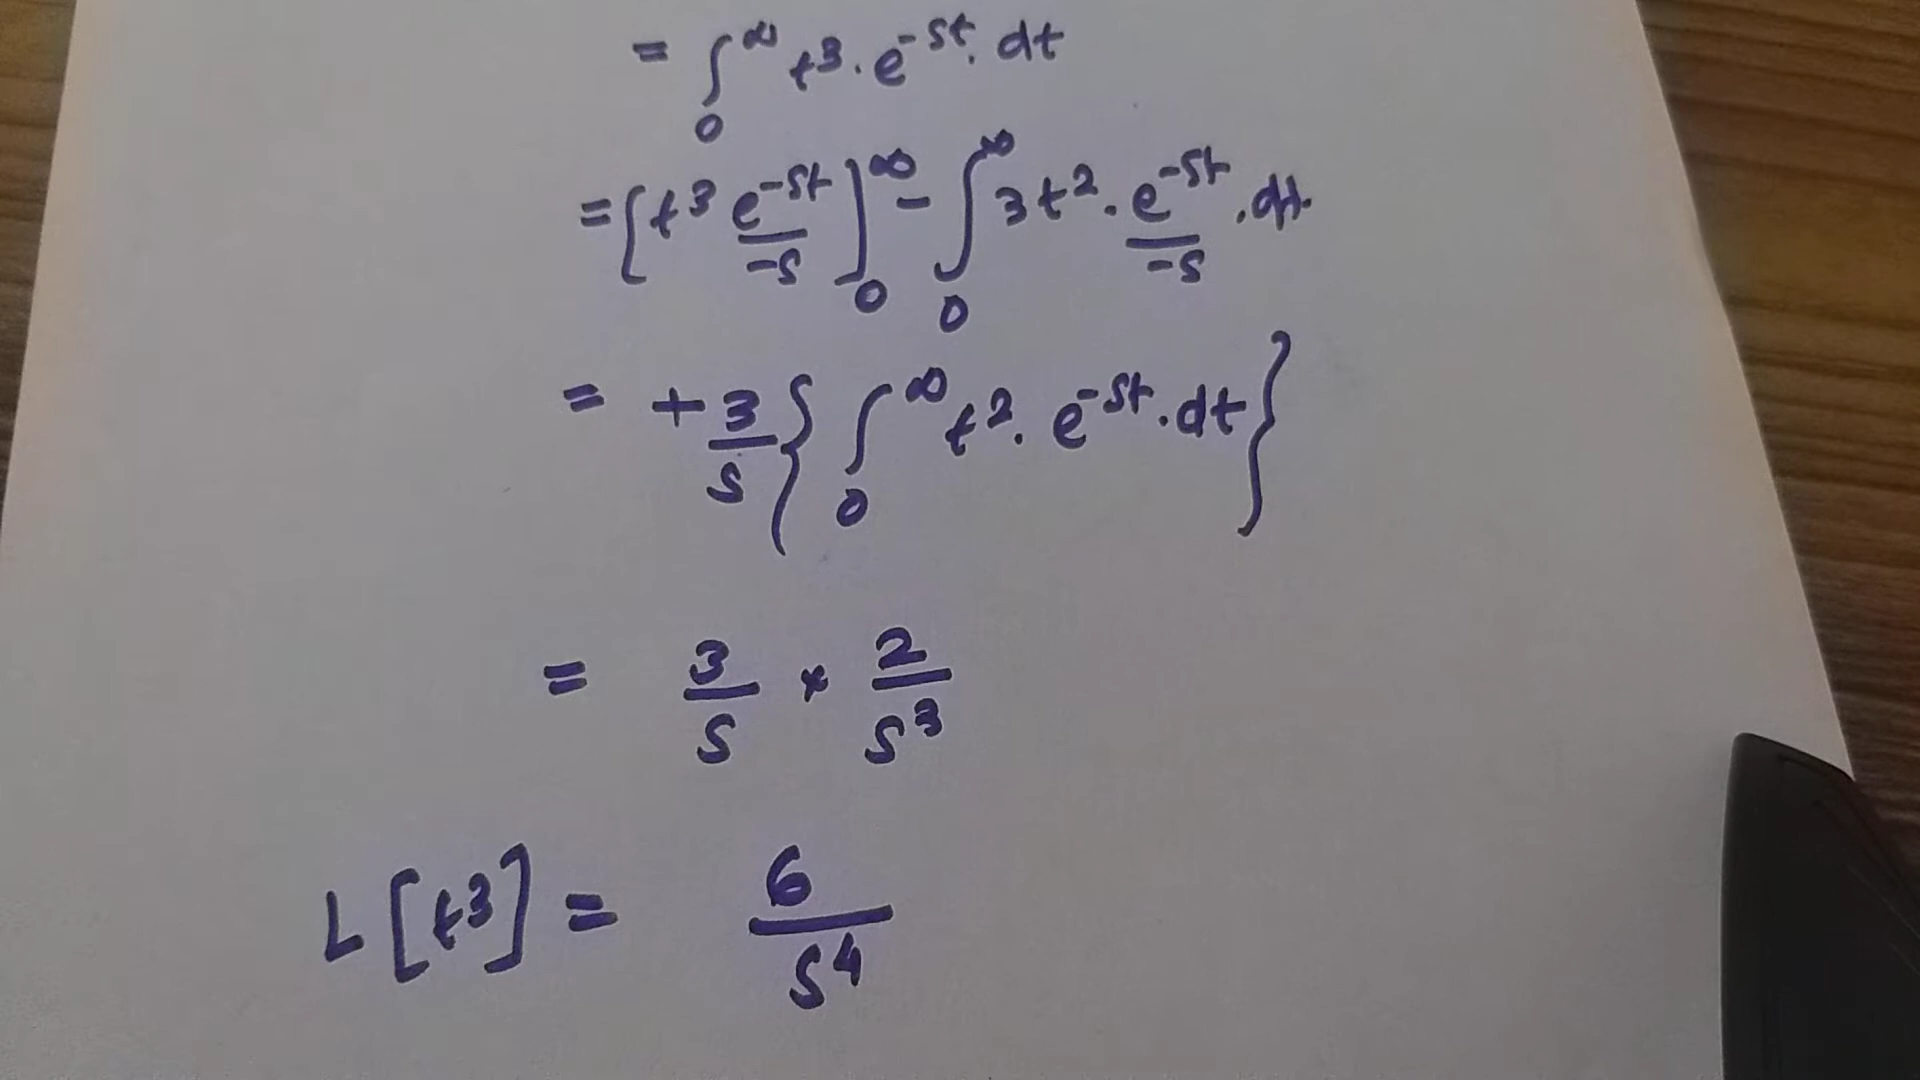 = ∫₀^∞ t³. e^-st. dt
= [t³ e^-st/-s]₀^∞ - ∫₀^∞ 3t². e^-st/-s .dt.
= +3/s { ∫₀^∞ t². e^-st. dt }
= 3/s × 2/s³
L[t³] = 6/s⁴